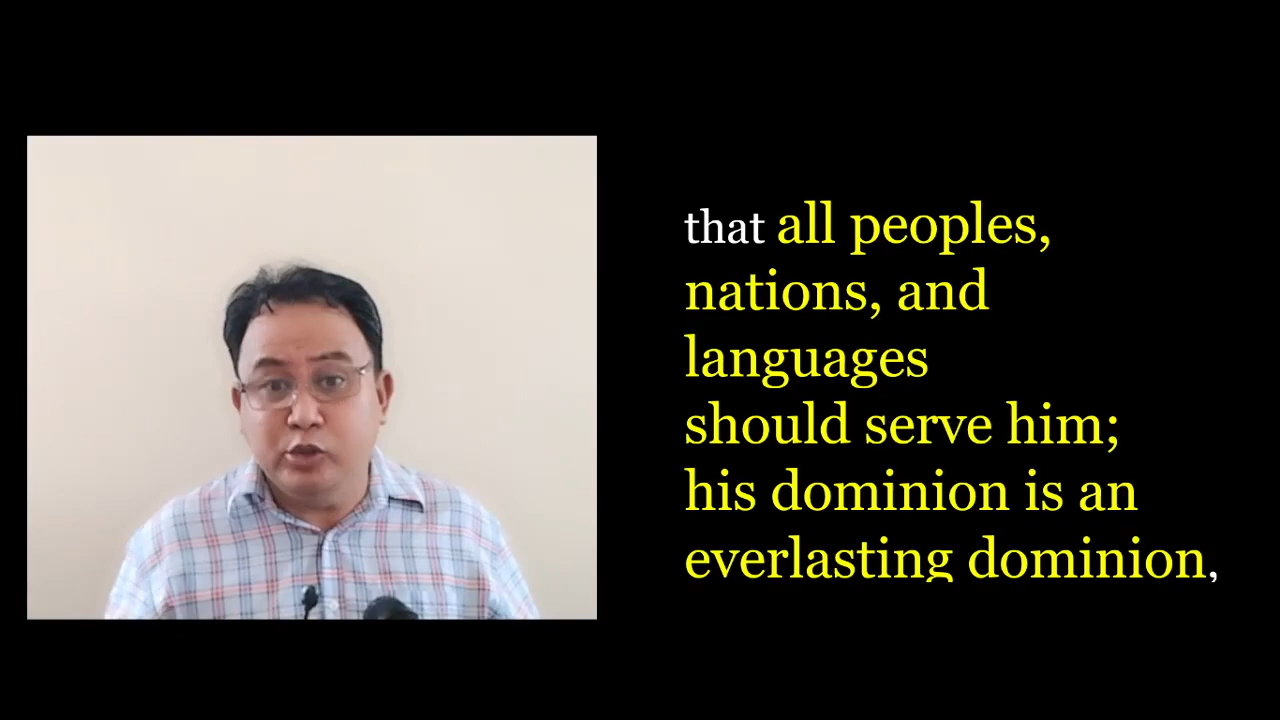 that all peoples,
nations, and
languages
should serve him;
his dominion is an
everlasting dominion,